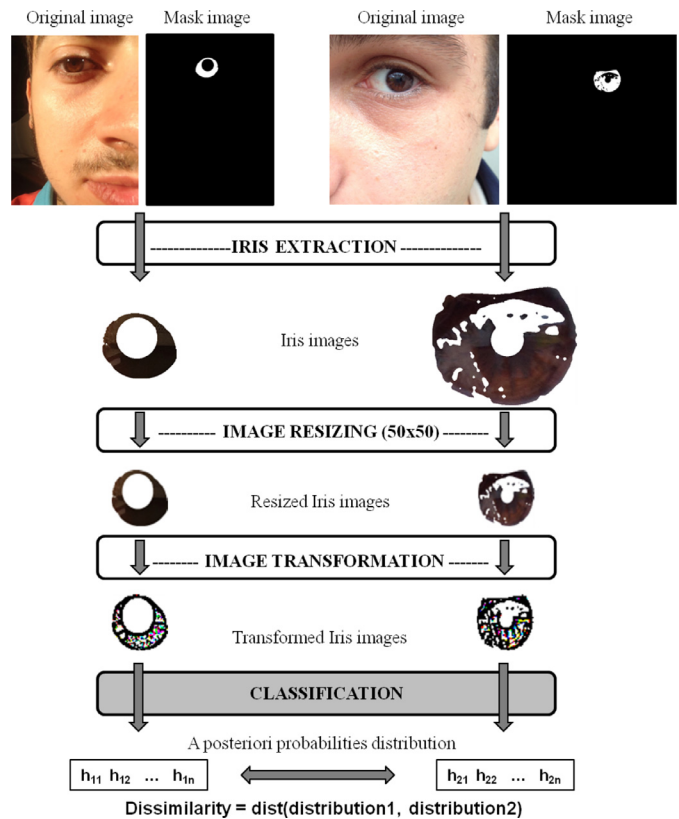 Original image Mask image Original image Mask image
--------------IRIS EXTRACTION --------------
Iris images
---------- IMAGE RESIZING (50x50) --------
Resized Iris images
-------- IMAGE TRANSFORMATION -------
Transformed Iris images
CLASSIFICATION
A posteriori probabilities distribution
h11 h12 ... h1n h21 h22 ... h2n
Dissimilarity = dist(distribution1, distribution2)